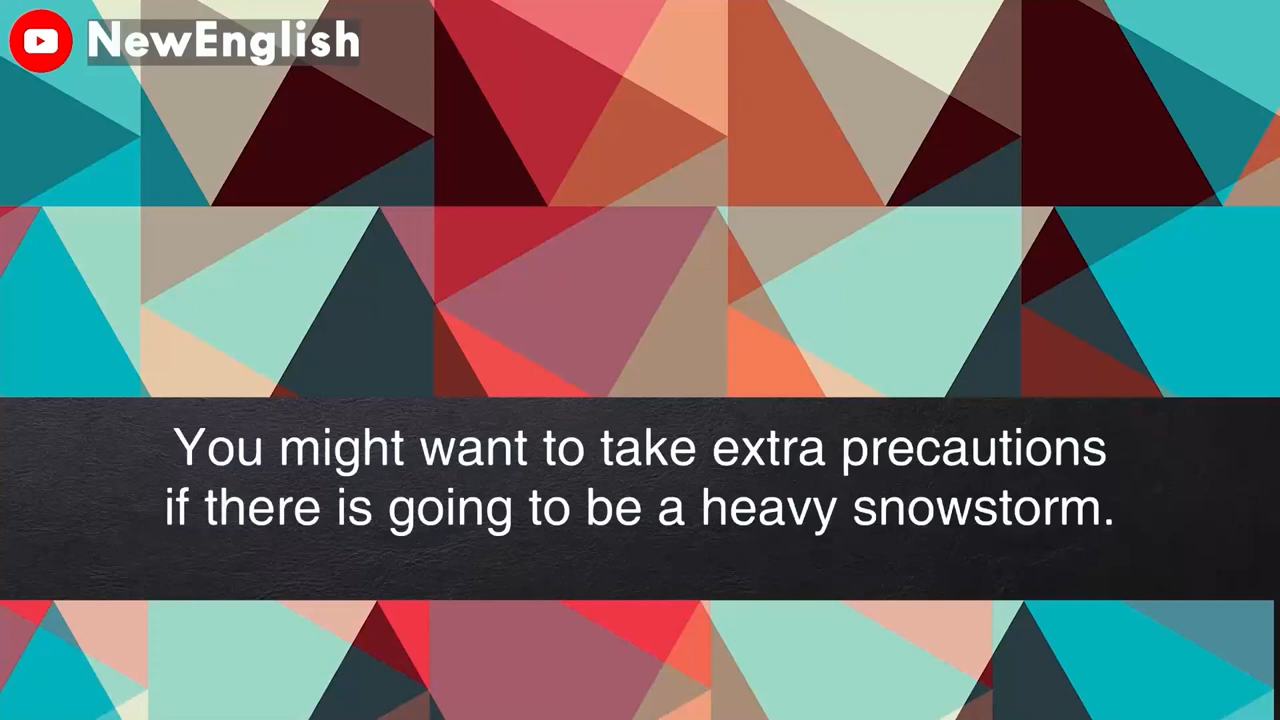 NewEnglish
You might want to take extra precautions
if there is going to be a heavy snowstorm.